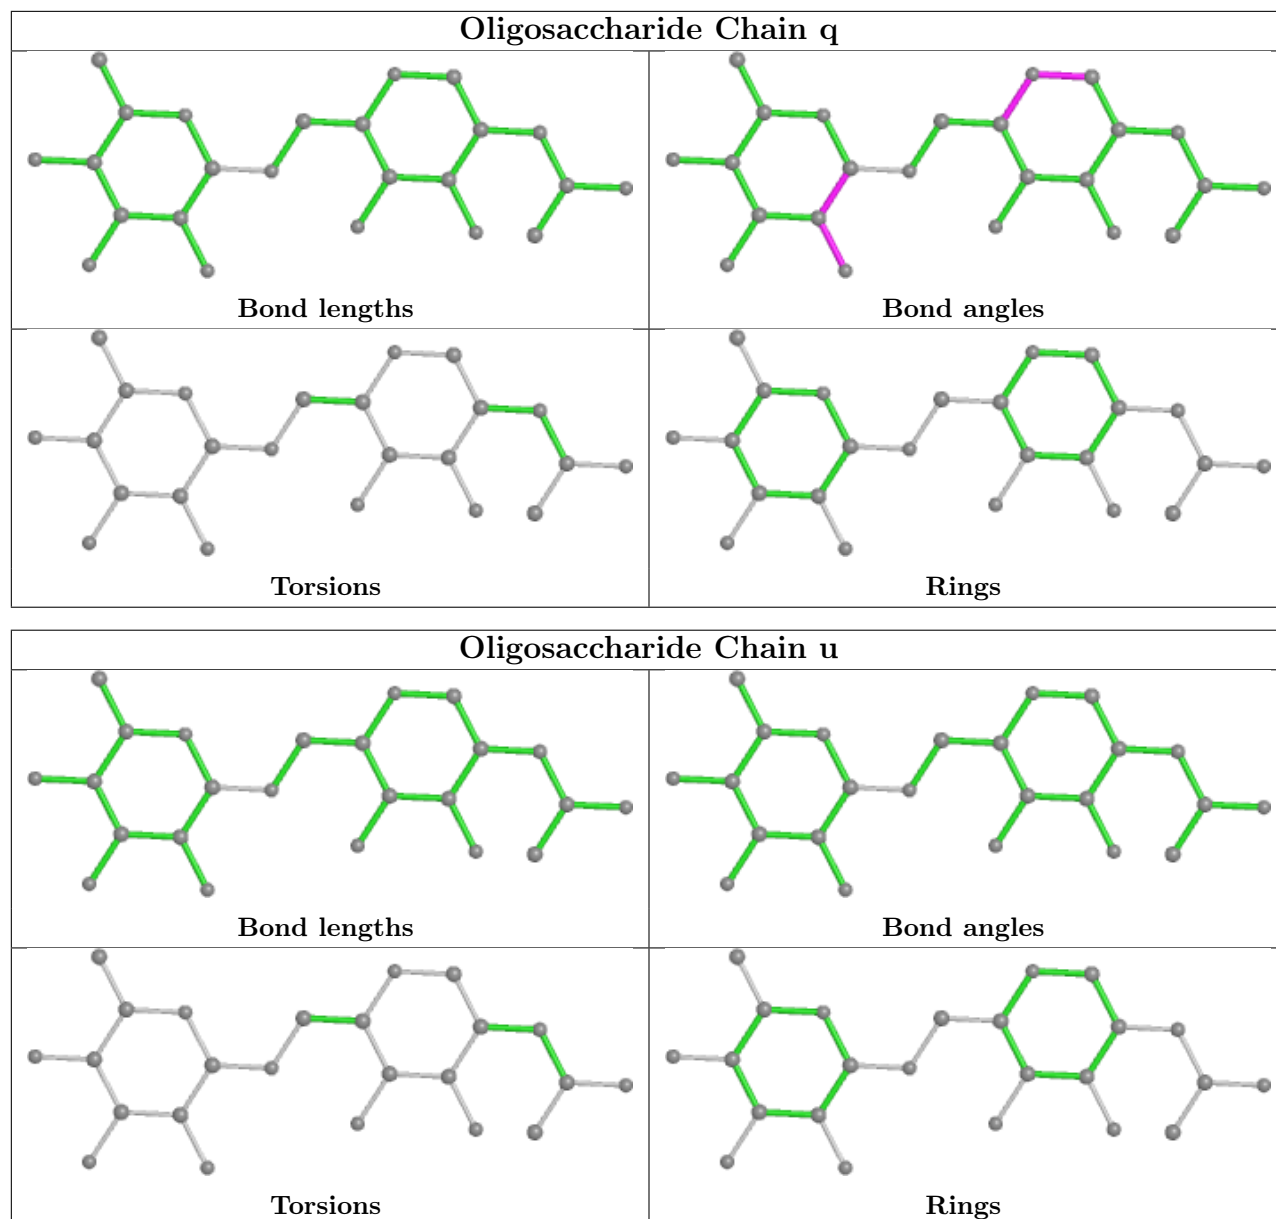 Oligosaccharide Chain q
Bond lengths
Bond angles
Torsions
Rings
Oligosaccharide Chain u
Bond lengths
Bond angles
Torsions
Rings